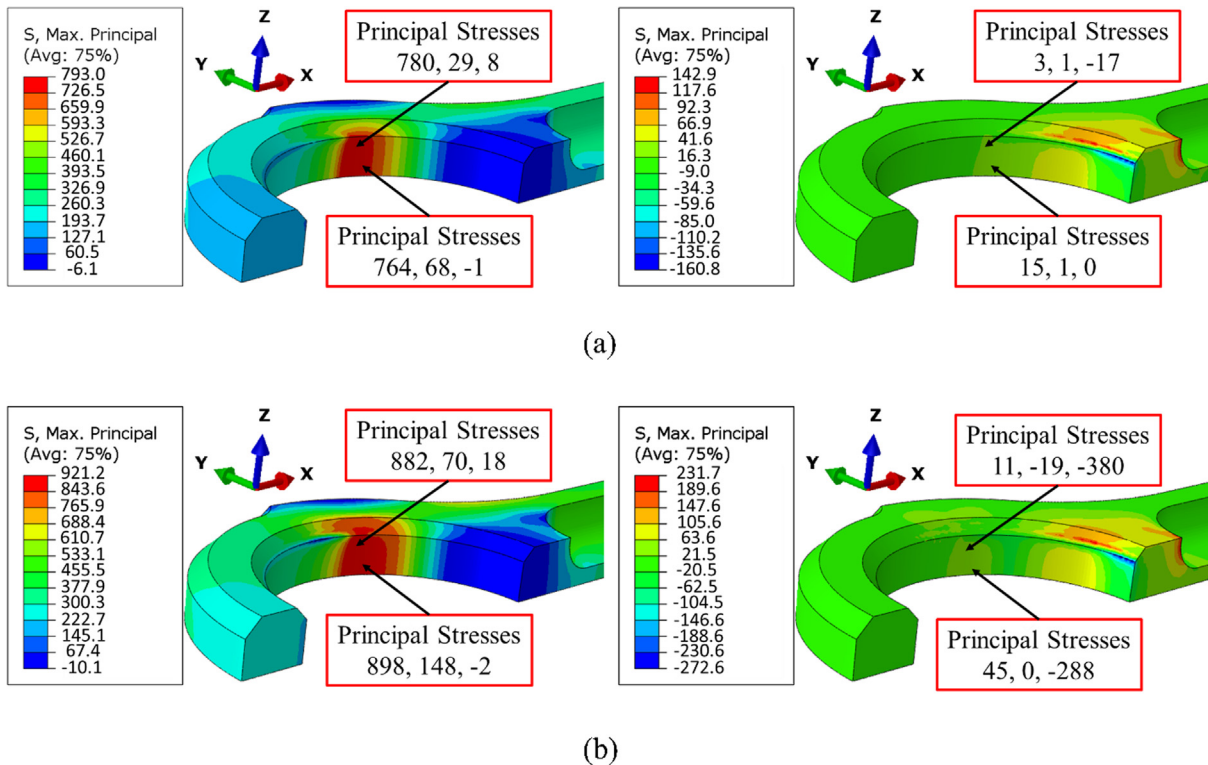 S, Max. Principal
(Avg: 75%)
793.0
726.5
659.9
593.3
526.7
460.1
393.5
326.9
260.3
193.7
127.1
60.5
-6.1
Z
Y
X
Principal Stresses
780, 29, 8
Principal Stresses
764, 68, -1
S, Max. Principal
(Avg: 75%)
142.9
117.6
92.3
66.9
41.6
16.3
-9.0
-34.3
-59.6
-85.0
-110.2
-135.6
-160.8
Z
Y
X
Principal Stresses
3, 1, -17
Principal Stresses
15, 1, 0
(a)
S, Max. Principal
(Avg: 75%)
921.2
843.6
765.9
688.4
610.7
533.1
455.5
377.9
300.3
222.7
145.1
67.4
-10.1
Z
Y
X
Principal Stresses
882, 70, 18
Principal Stresses
898, 148, -2
S, Max. Principal
(Avg: 75%)
231.7
189.6
147.6
105.6
63.6
21.5
-20.5
-62.5
-104.5
-146.6
-188.6
-230.6
-272.6
Z
Y
X
Principal Stresses
11, -19, -380
Principal Stresses
45, 0, -288
(b)